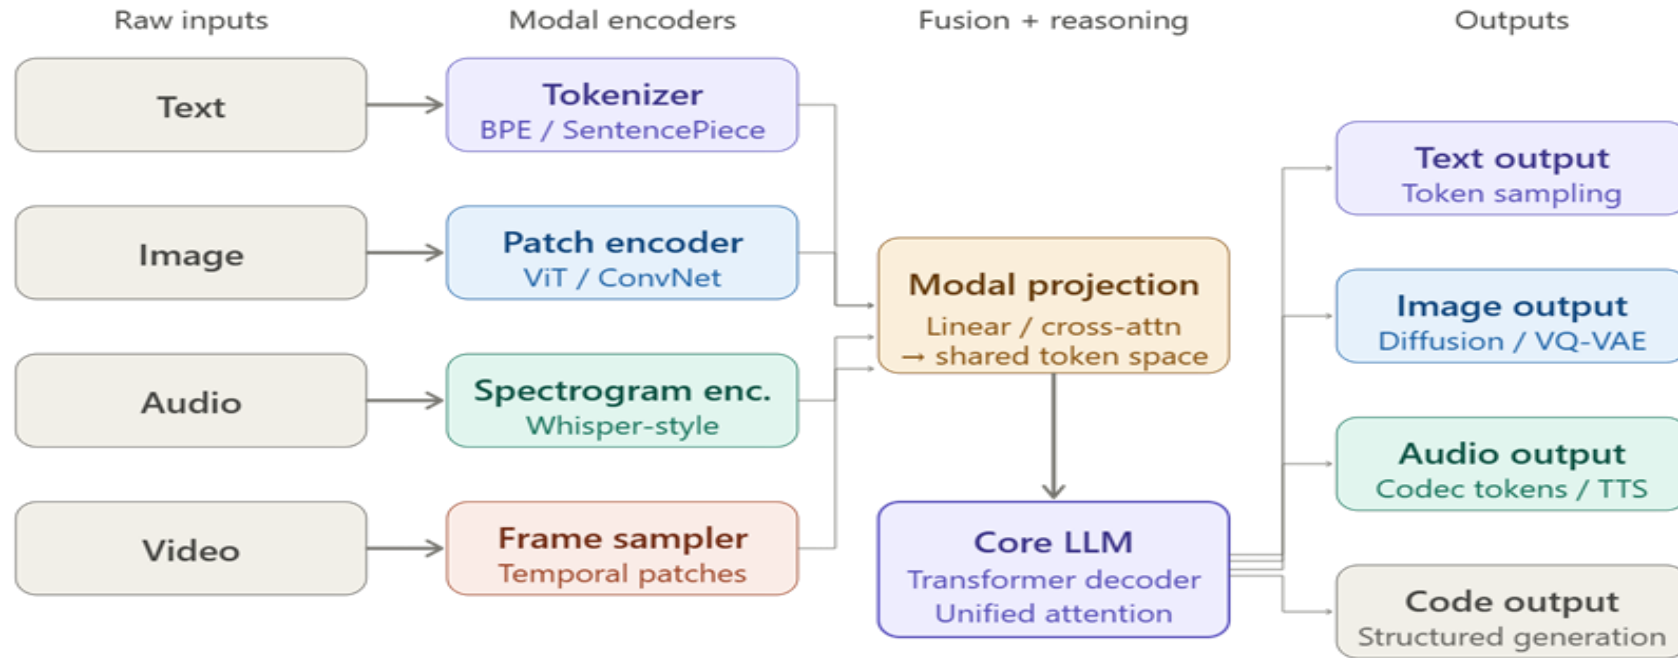 Raw inputs
Modal encoders
Fusion + reasoning
Outputs
Text
Tokenizer
BPE / SentencePiece
Image
Patch encoder
ViT / ConvNet
Audio
Spectrogram enc.
Whisper-style
Video
Frame sampler
Temporal patches
Modal projection
Linear / cross-attn
→ shared token space
Core LLM
Transformer decoder
Unified attention
Text output
Token sampling
Image output
Diffusion / VQ-VAE
Audio output
Codec tokens / TTS
Code output
Structured generation